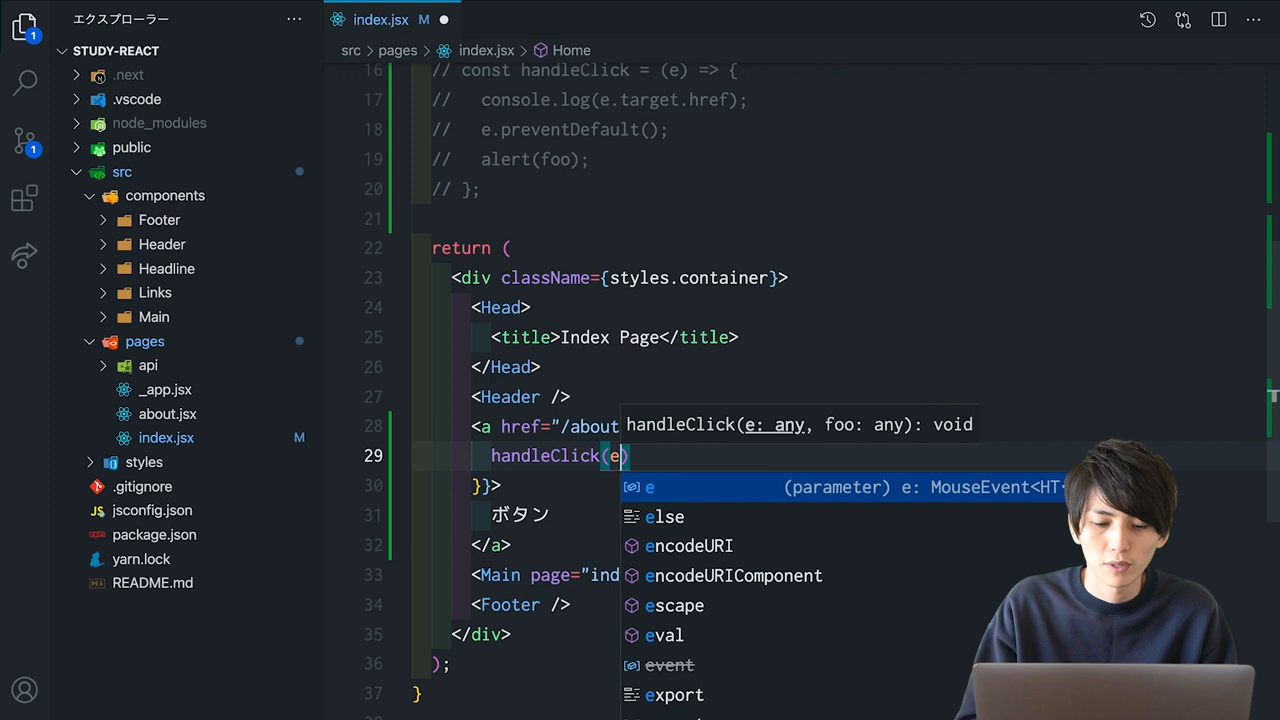 エクスプローラー
index.jsx M
1
STUDY-REACT
src > pages > index.jsx > Home
.next
.vscode
node_modules
public
src
components
Footer
Header
Headline
Links
Main
pages
api
_app.jsx
about.jsx
index.jsx M
styles
.gitignore
jsconfig.json
package.json
yarn.lock
README.md
1
16 // const handleClick = (e) => {
17 //   console.log(e.target.href);
18 //   e.preventDefault();
19 //   alert(foo);
20 // };
21
22 return (
23 <div className={styles.container}>
24 <Head>
25 <title>Index Page</title>
26 </Head>
27 <Header />
28 <a href="/about
handleClick(e: any, foo: any): void
29 handleClick(e)
30 }}>
e (parameter) e: MouseEvent<HT
31 ボタン
else
32 </a>
encodeURI
33 <Main page="ind
encodeURIComponent
34 <Footer />
escape
35 </div>
eval
36 );
event
37 }
export